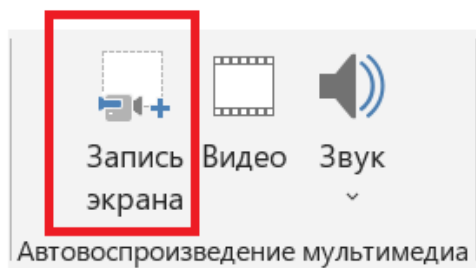 Запись Видео Звук
экрана
Автовоспроизведение мультимедиа